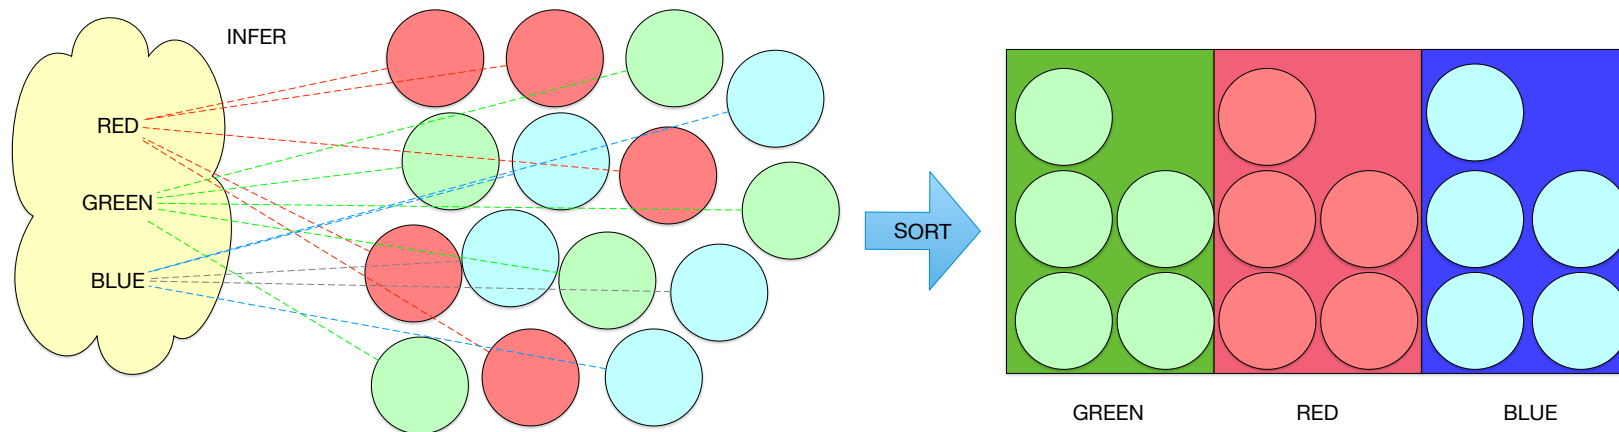 INFER
RED
GREEN
BLUE
SORT
GREEN
RED
BLUE